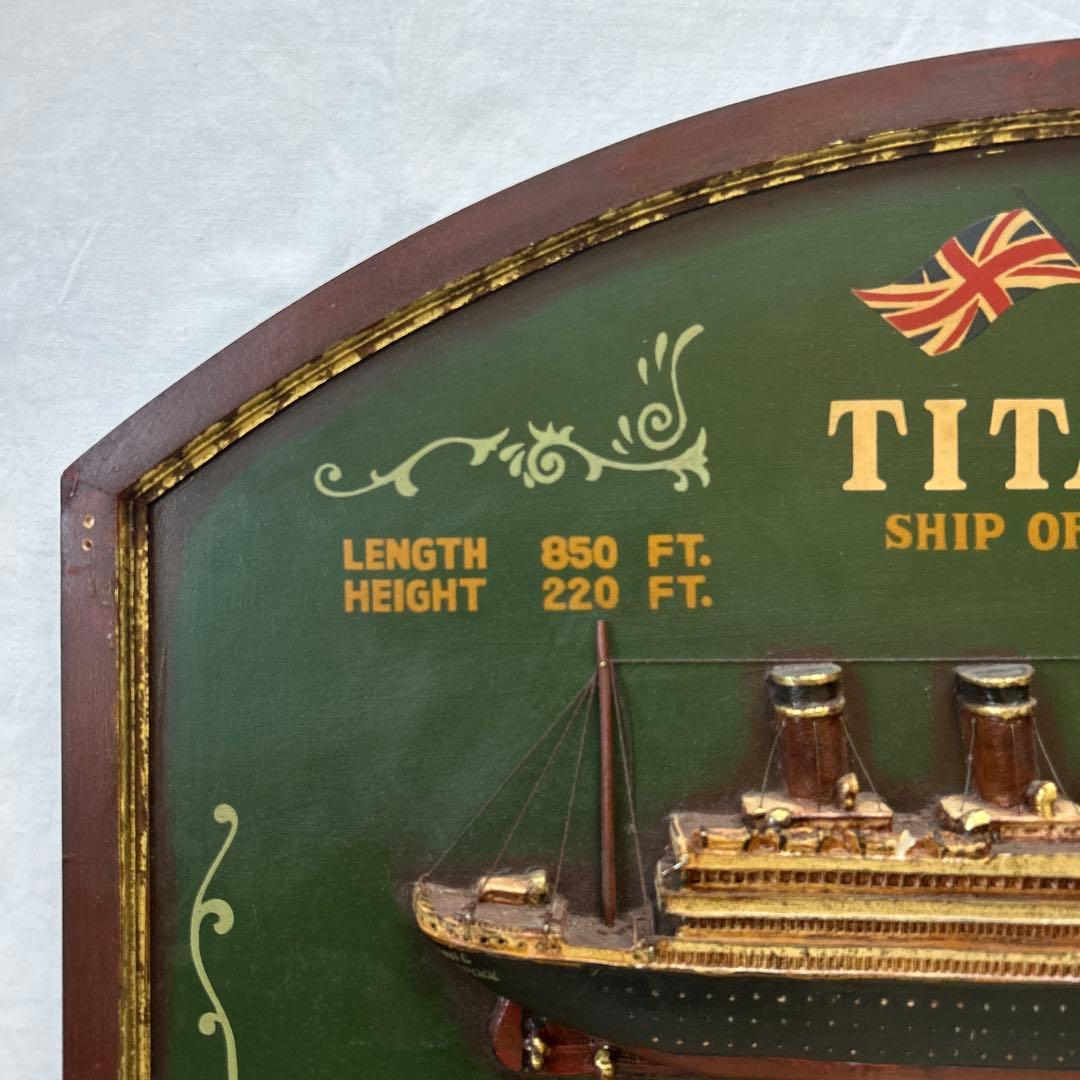 TITA
SHIP OF
LENGTH 850 FT.
HEIGHT 220 FT.